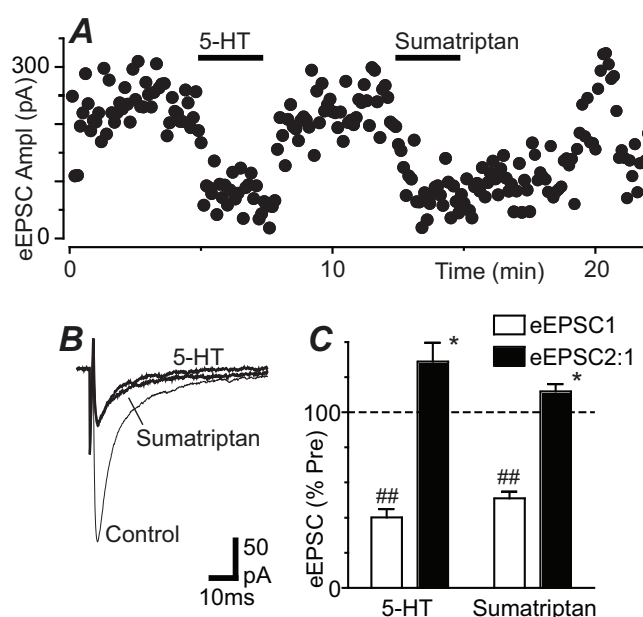 A
5-HT
Sumatriptan
eEPSC Ampl (pA)
300
0
0
10
Time (min)
20
B
5-HT
Sumatriptan
Control
50
pA
10ms
C
eEPSC1
eEPSC2:1
*
*
100
##
##
eEPSC (% Pre)
0
5-HT
Sumatriptan